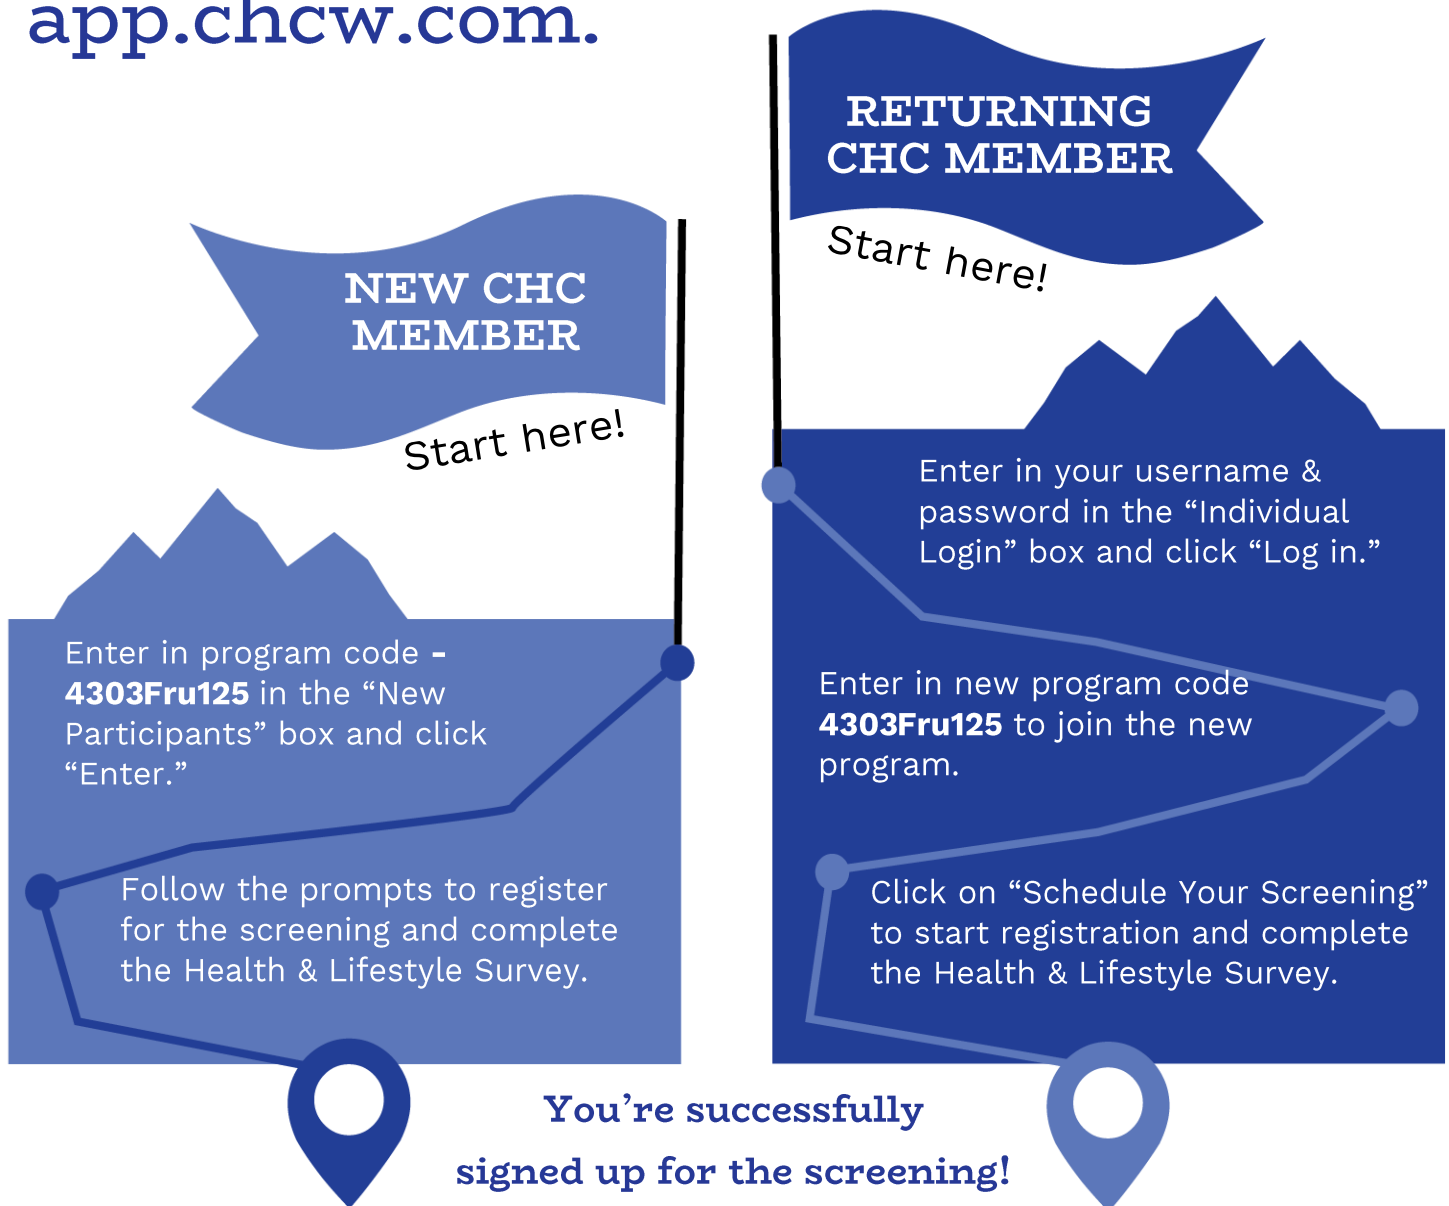 app.chcw.com.
NEW CHC
MEMBER
Start here!
Enter in program code -
4303Fru125 in the “New
Participants” box and click
“Enter.”
Follow the prompts to register
for the screening and complete
the Health & Lifestyle Survey.
RETURNING
CHC MEMBER
Start here!
Enter in your username &
password in the “Individual
Login” box and click “Log in.”
Enter in new program code
4303Fru125 to join the new
program.
Click on “Schedule Your Screening”
to start registration and complete
the Health & Lifestyle Survey.
You’re successfully
signed up for the screening!